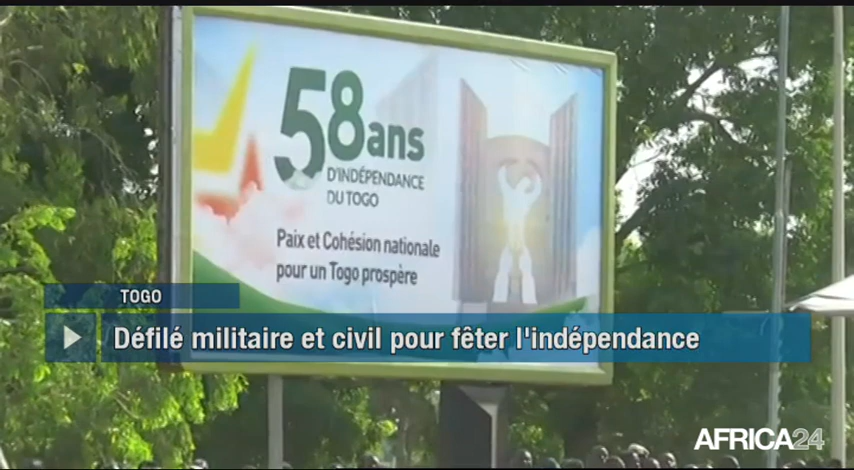 58ans
D'INDÉPENDANCE
DU TOGO
Paix et Cohésion nationale
pour un Togo prospère
TOGO
Défilé militaire et civil pour fêter l'indépendance
AFRICA24